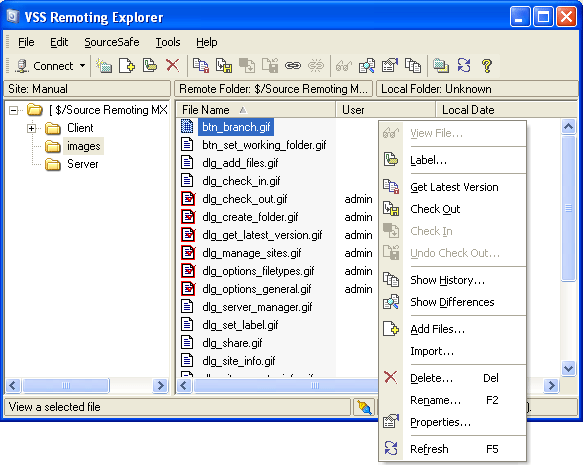 VSS Remoting Explorer
File Edit SourceSafe Tools Help
Connect
Site: Manual Remote Folder: $/Source Remoting M... Local Folder: Unknown
[ $/Source Remoting MX
Client
images
Server
File Name User Local Date
btn_branch.gif
btn_set_working_folder.gif
dlg_add_files.gif
dlg_check_in.gif
dlg_check_out.gif admin
dlg_create_folder.gif admin
dlg_get_latest_version.gif admin
dlg_manage_sites.gif admin
dlg_options_filetypes.gif admin
dlg_options_general.gif admin
dlg_server_manager.gif
dlg_set_label.gif
dlg_share.gif
dlg_site_info.gif
View File...
Label...
Get Latest Version
Check Out
Check In
Undo Check Out...
Show History...
Show Differences
Add Files...
Import...
Delete... Del
Rename... F2
Properties...
Refresh F5
View a selected file